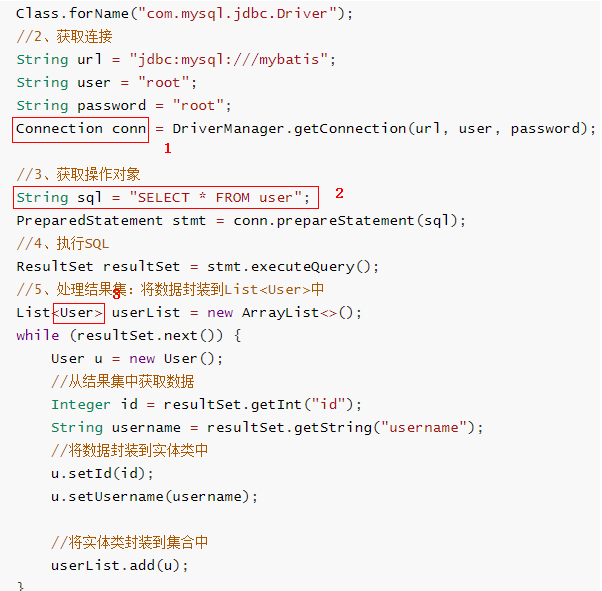 Class.forName("com.mysql.jdbc.Driver");
//2、获取连接
String url = "jdbc:mysql:///mybatis";
String user = "root";
String password = "root";
Connection conn = DriverManager.getConnection(url, user, password);
1
//3、获取操作对象
String sql = "SELECT * FROM user"; 2
PreparedStatement stmt = conn.prepareStatement(sql);
//4、执行SQL
ResultSet resultSet = stmt.executeQuery();
//5、处理结果集：将数据封装到List<User>中
3
List<User> userList = new ArrayList<>();
while (resultSet.next()) {
User u = new User();
//从结果集中获取数据
Integer id = resultSet.getInt("id");
String username = resultSet.getString("username");
//将数据封装到实体类中
u.setId(id);
u.setUsername(username);
//将实体类封装到集合中
userList.add(u);
}